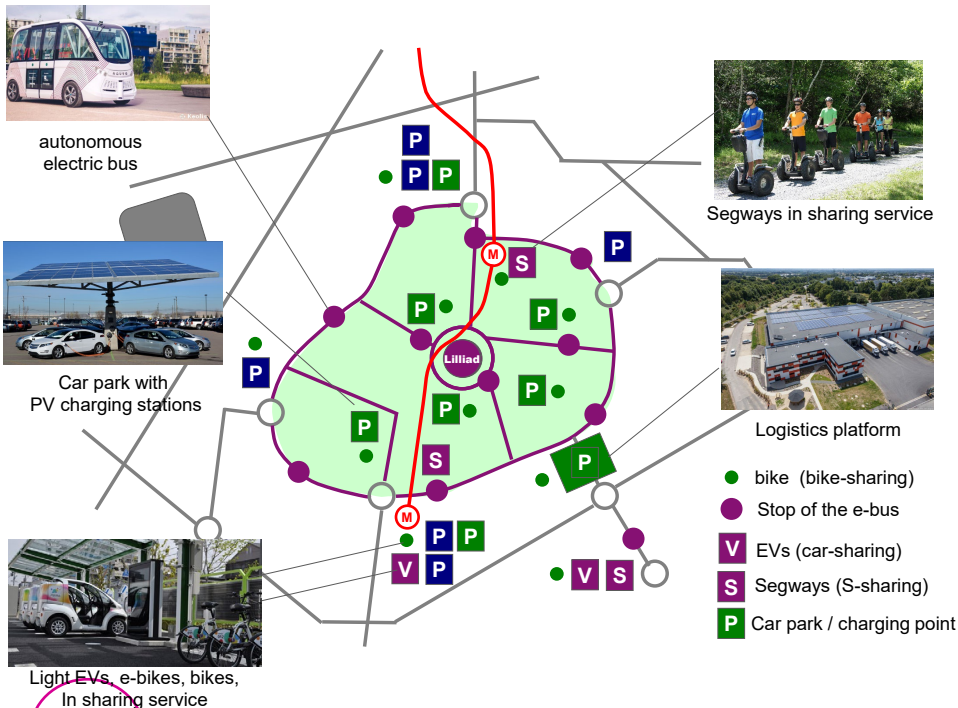 autonomous
electric bus
P
P
P
Segways in sharing service
M
S
P
Car park with
PV charging stations
P
P
P
Lilliad
P
P
P
Logistics platform
S
P
M
P
P
V
P
V
S
bike (bike-sharing)
Stop of the e-bus
V
EVs (car-sharing)
S
Segways (S-sharing)
P
Car park / charging point
Light EVs, e-bikes, bikes,
In sharing service